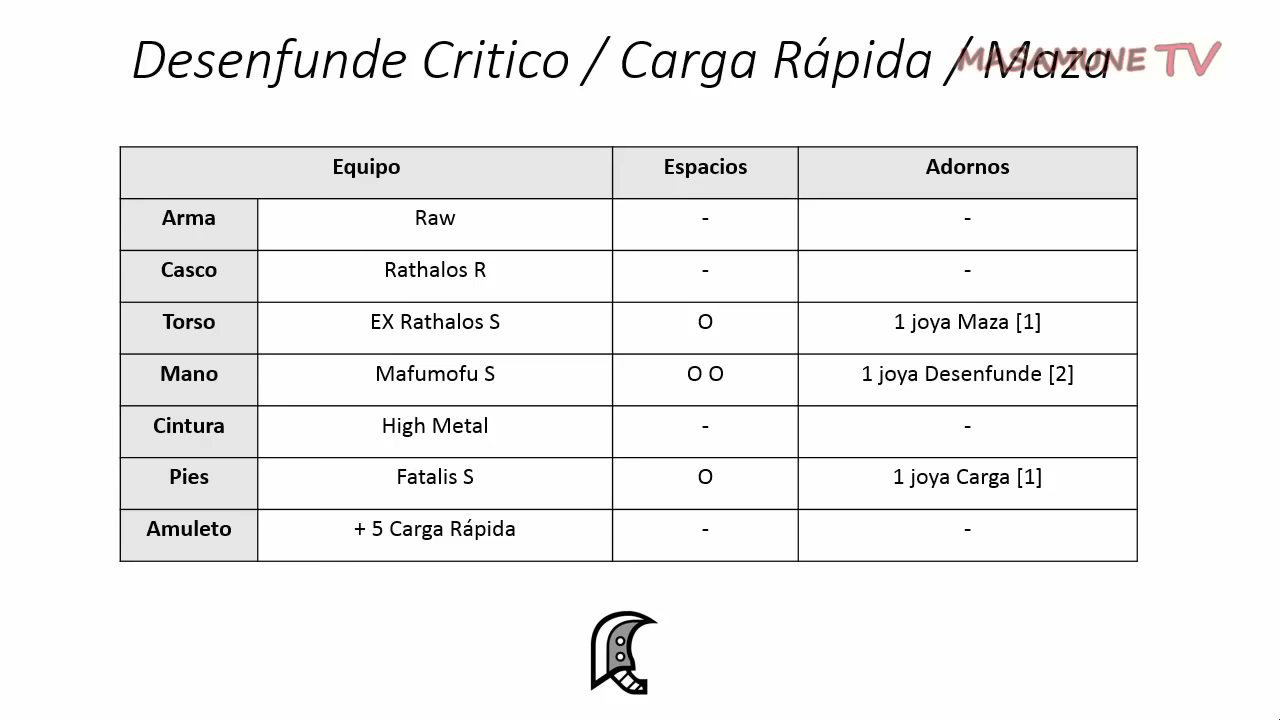 Desenfunde Critico / Carga Rápida / Maza
MASAMUNE TV
Equipo Espacios Adornos
Arma Raw - -
Casco Rathalos R - -
Torso EX Rathalos S O 1 joya Maza [1]
Mano Mafumofu S O O 1 joya Desenfunde [2]
Cintura High Metal - -
Pies Fatalis S O 1 joya Carga [1]
Amuleto + 5 Carga Rápida - -